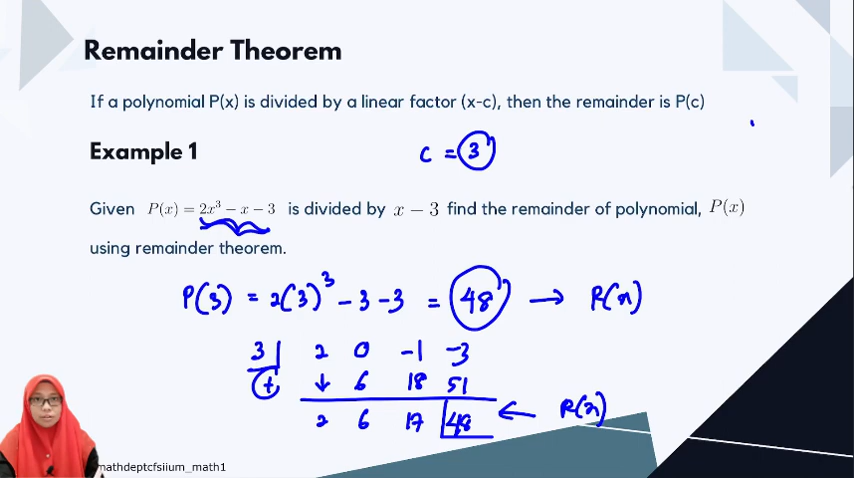 Remainder Theorem
If a polynomial P(x) is divided by a linear factor (x-c), then the remainder is P(c)
Example 1
c = 3
Given P(x) = 2x³ − x − 3 is divided by x − 3 find the remainder of polynomial, P(x)
using remainder theorem.
P(3) = 2(3)³ - 3 - 3 = 48 → R(x)
3 | 2 0 -1 -3
+ ↓ 6 18 51
2 6 17 48 ← R(x)
mathdeptcfsiium_math1